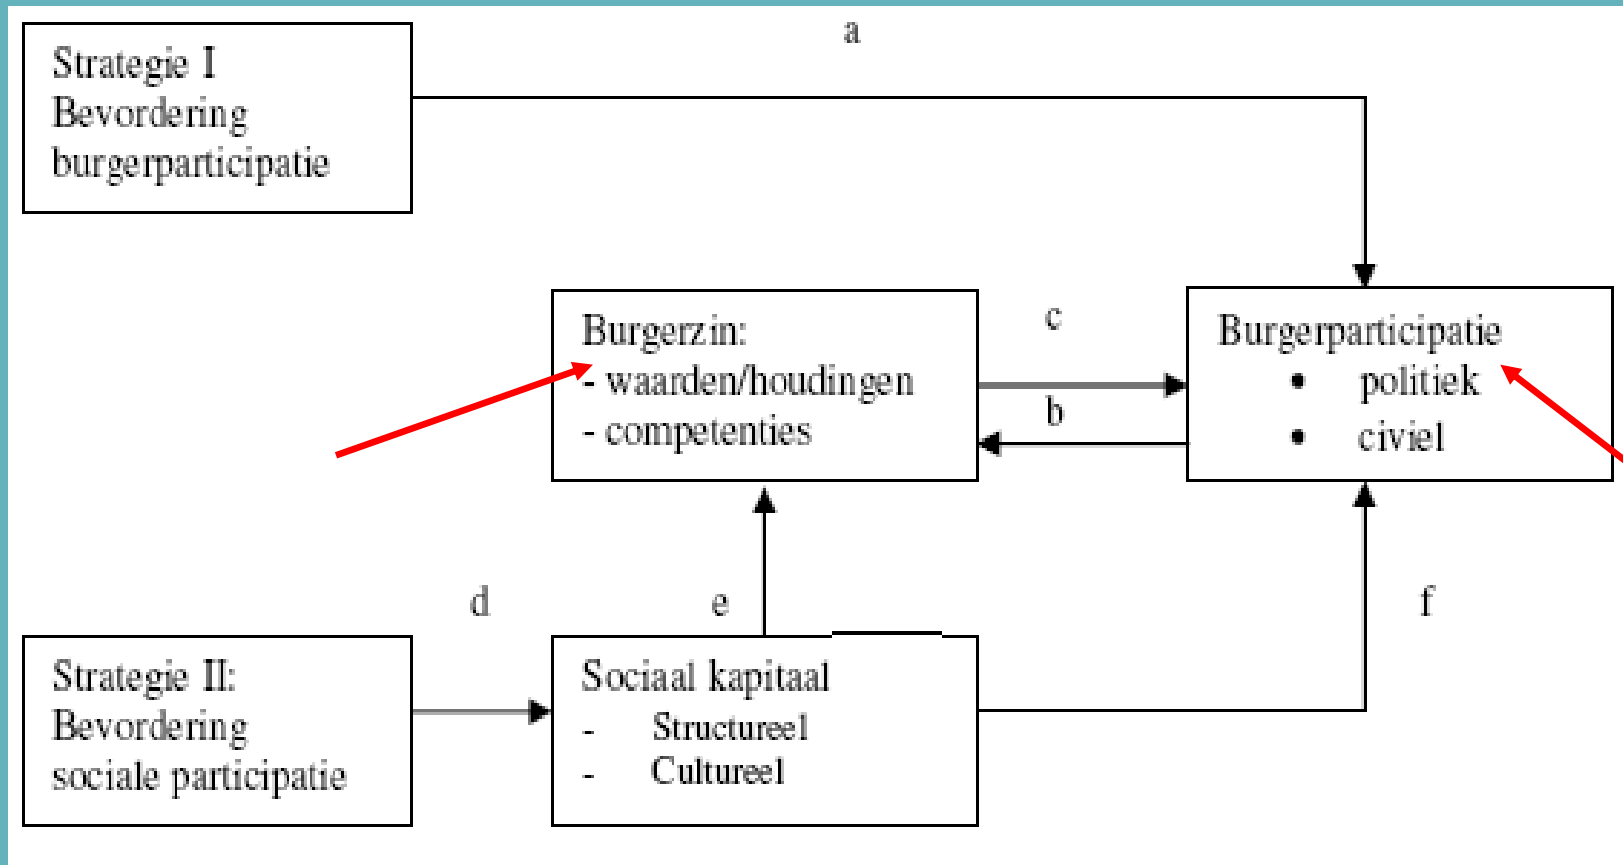 a
Strategie I
Bevordering
burgerparticipatie
Burgerzin:
- waarden/houdingen
- competenties
c
b
Burgerparticipatie
• politiek
• civiel
d
e
f
Strategie II:
Bevordering
sociale participatie
Sociaal kapitaal
- Structureel
- Cultureel